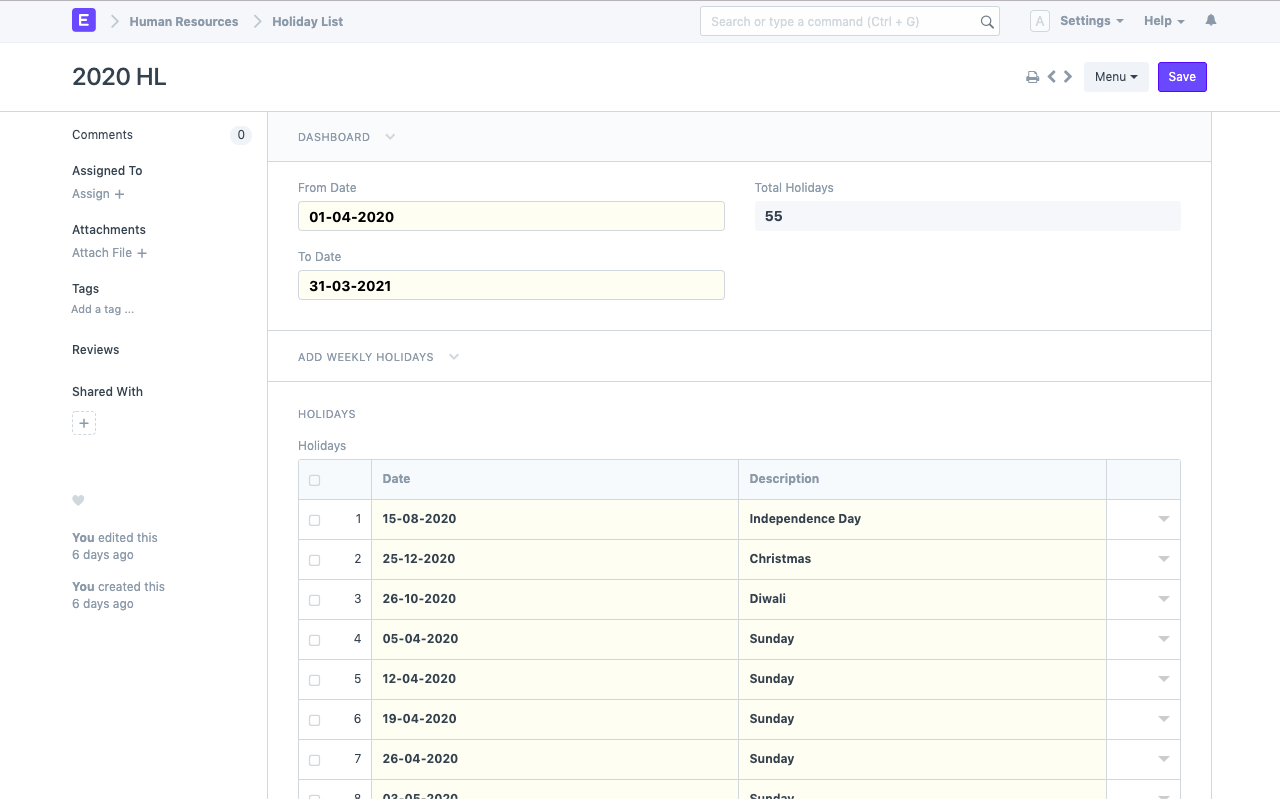 E Human Resources Holiday List Search or type a command (Ctrl + G) A Settings Help
2020 HL Menu Save
Comments 0
Assigned To
Assign +
Attachments
Attach File +
Tags
Add a tag ...
Reviews
Shared With
+
You edited this
6 days ago
You created this
6 days ago
DASHBOARD
From Date Total Holidays
01-04-2020 55
To Date
31-03-2021
ADD WEEKLY HOLIDAYS
HOLIDAYS
Holidays
Date Description
1 15-08-2020 Independence Day
2 25-12-2020 Christmas
3 26-10-2020 Diwali
4 05-04-2020 Sunday
5 12-04-2020 Sunday
6 19-04-2020 Sunday
7 26-04-2020 Sunday
8 03-05-2020 Sunday